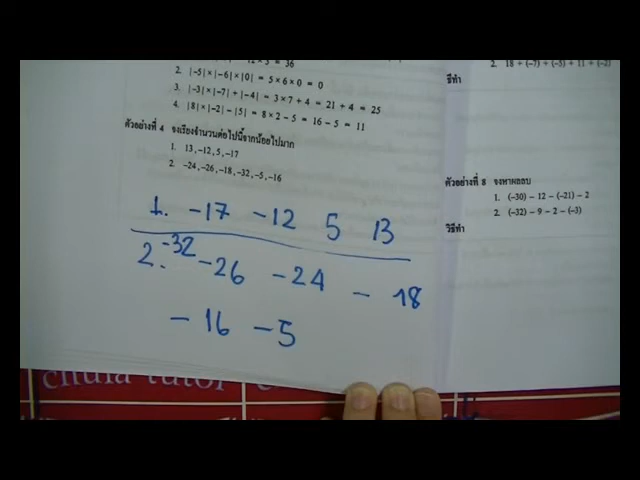 = 36
2. |-5|×|-6|×|0| = 5×6×0 = 0
3. |-3|×|-7|+|-4| = 3×7+4 = 21+4 = 25
4. |8|×|-2|-|5| = 8×2-5 = 16-5 = 11
ตัวอย่างที่ 4 จงเรียงจำนวนต่อไปนี้จากน้อยไปมาก
1. 13,-12,5,-17
2. -24,-26,-18,-32,-5,-16
1. -17 -12 5 13
2. -32 -26 -24 -18
-16 -5
2. 18+(-7)+(-5)+11+(-2)
วิธีทำ
ตัวอย่างที่ 8 จงหาผลลบ
1. (-30)-12-(-21)-2
2. (-32)-9-2-(-3)
วิธีทำ
chula tutor